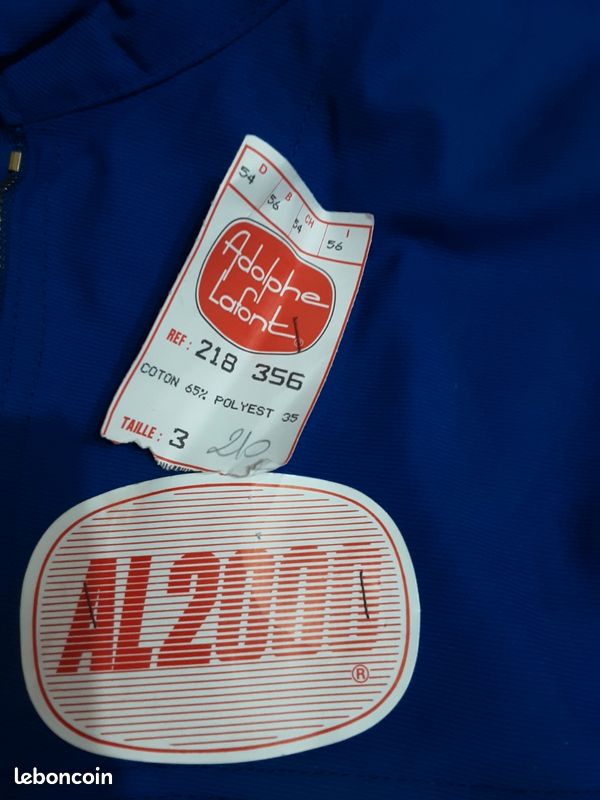 D B CH I
54 56 54 56
Adolphe
Lafont
®
REF: 218 356
COTON 65% POLYEST 35
TAILLE: 3 210
AL2000
®
leboncoin